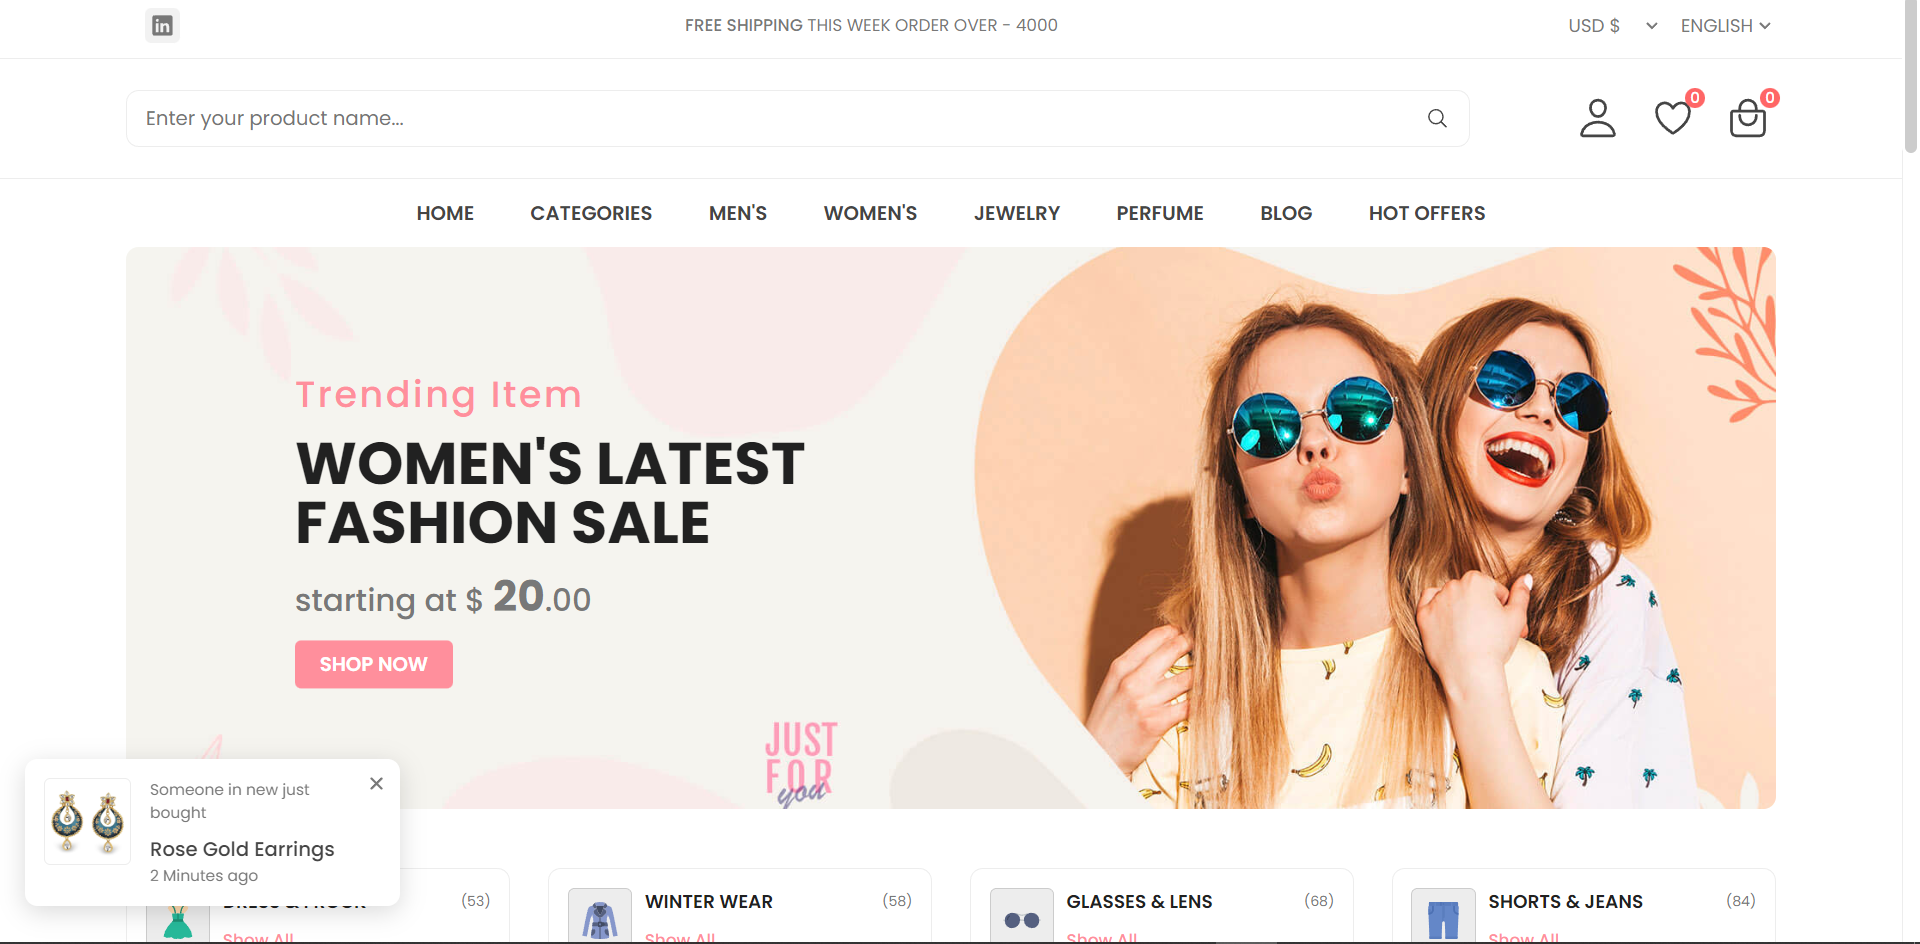 FREE SHIPPING THIS WEEK ORDER OVER - 4000
USD $
ENGLISH
Enter your product name...
0
0
HOME
CATEGORIES
MEN'S
WOMEN'S
JEWELRY
PERFUME
BLOG
HOT OFFERS
Trending Item
WOMEN'S LATEST
FASHION SALE
starting at $ 20.00
SHOP NOW
JUST
FOR
you
Someone in new just
bought
Rose Gold Earrings
2 Minutes ago
DRESS & FROCK
(53)
Show All
WINTER WEAR
(58)
Show All
GLASSES & LENS
(68)
Show All
SHORTS & JEANS
(84)
Show All